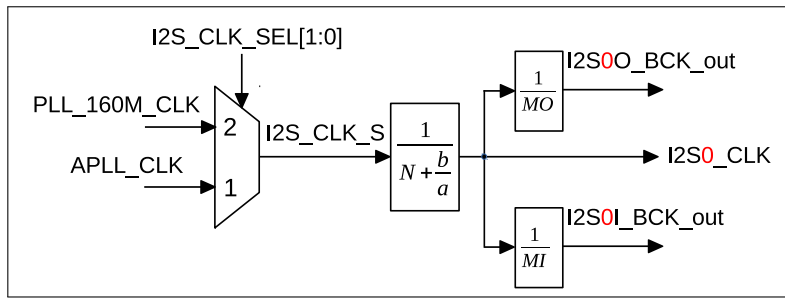 I2S_CLK_SEL[1:0]
I2S0O_BCK_out
PLL_160M_CLK
2
I2S_CLK_S
1
MO
1
N + b
a
I2S0_CLK
APLL_CLK
1
I2S0I_BCK_out
1
MI